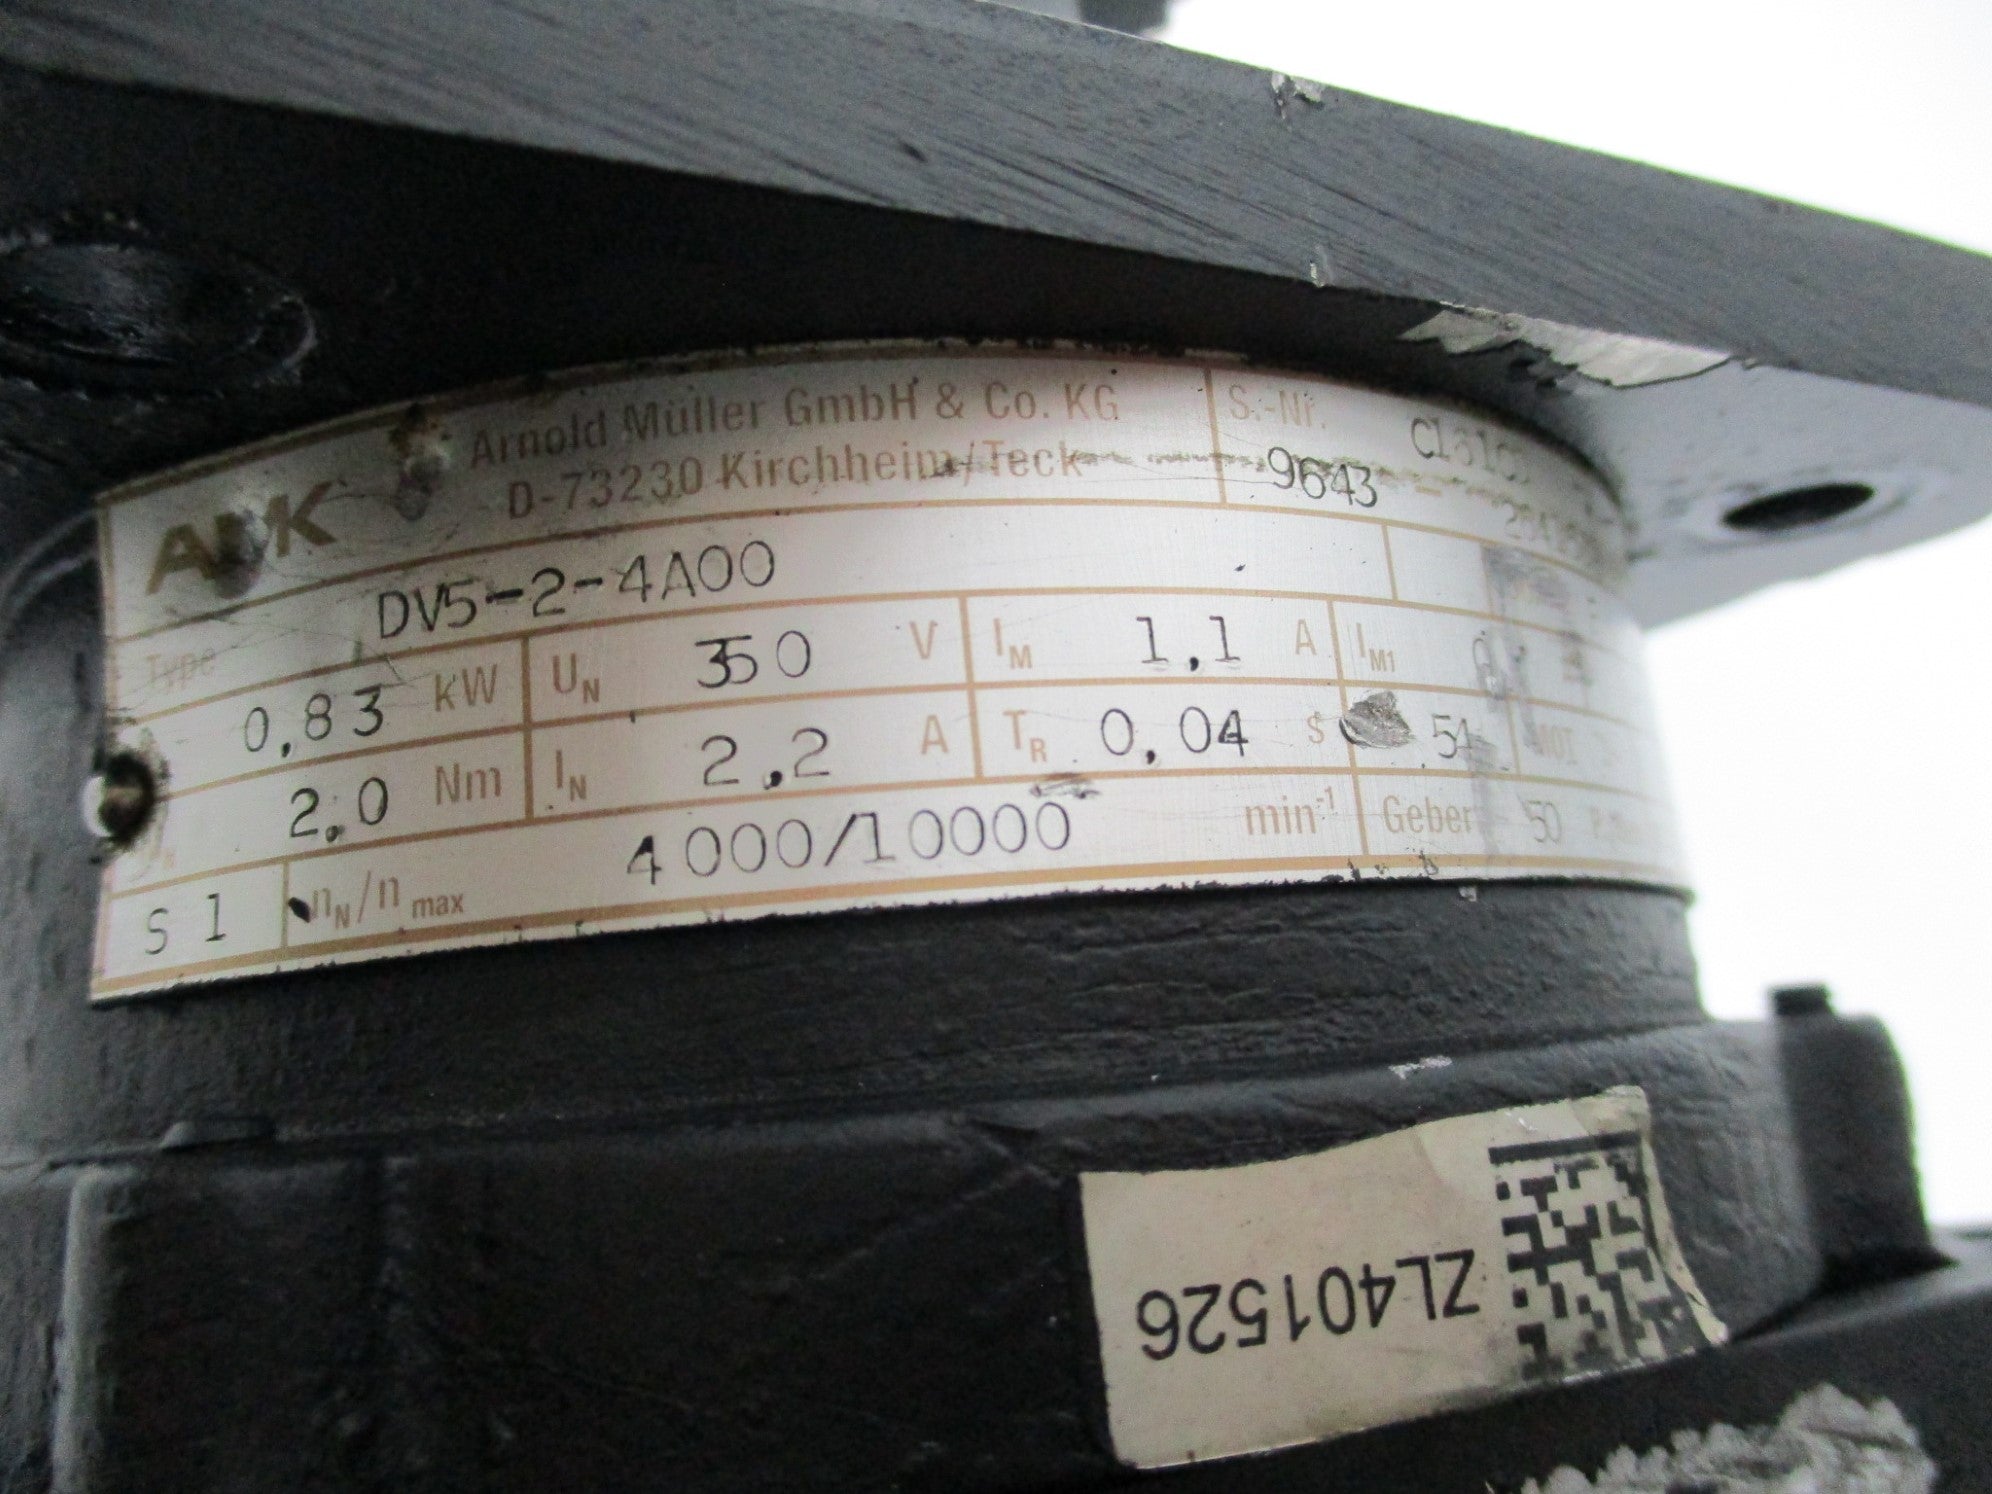 AMK Arnold Müller GmbH & Co. KG S.-Nr.
D-73230 Kirchheim/Teck 9643
Type DV5-2-4A00
0,83 kW U_N 350 V I_M 1,1 A I_M1
2,0 Nm I_N 2,2 A T_R 0,04 s 54 MOT
S1 n_N/n_max 4000/10000 min⁻¹ Geber 50
ZL401526